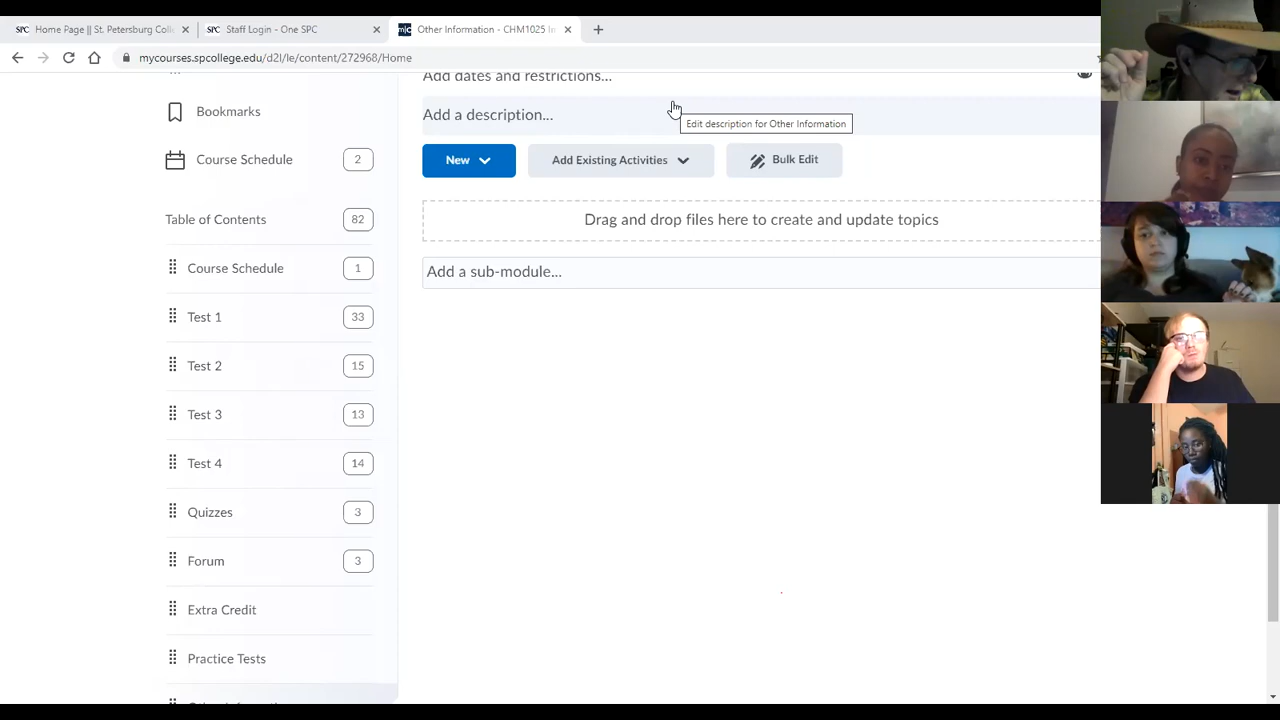 SPC Home Page || St. Petersburg Coll
SPC Staff Login - One SPC
m|c Other Information - CHM1025 In
mycourses.spcollege.edu/d2l/le/content/272968/Home
Add dates and restrictions...
Add a description...
Edit description for Other Information
New
Add Existing Activities
Bulk Edit
Drag and drop files here to create and update topics
Add a sub-module...
Bookmarks
Course Schedule 2
Table of Contents 82
Course Schedule 1
Test 1 33
Test 2 15
Test 3 13
Test 4 14
Quizzes 3
Forum 3
Extra Credit
Practice Tests